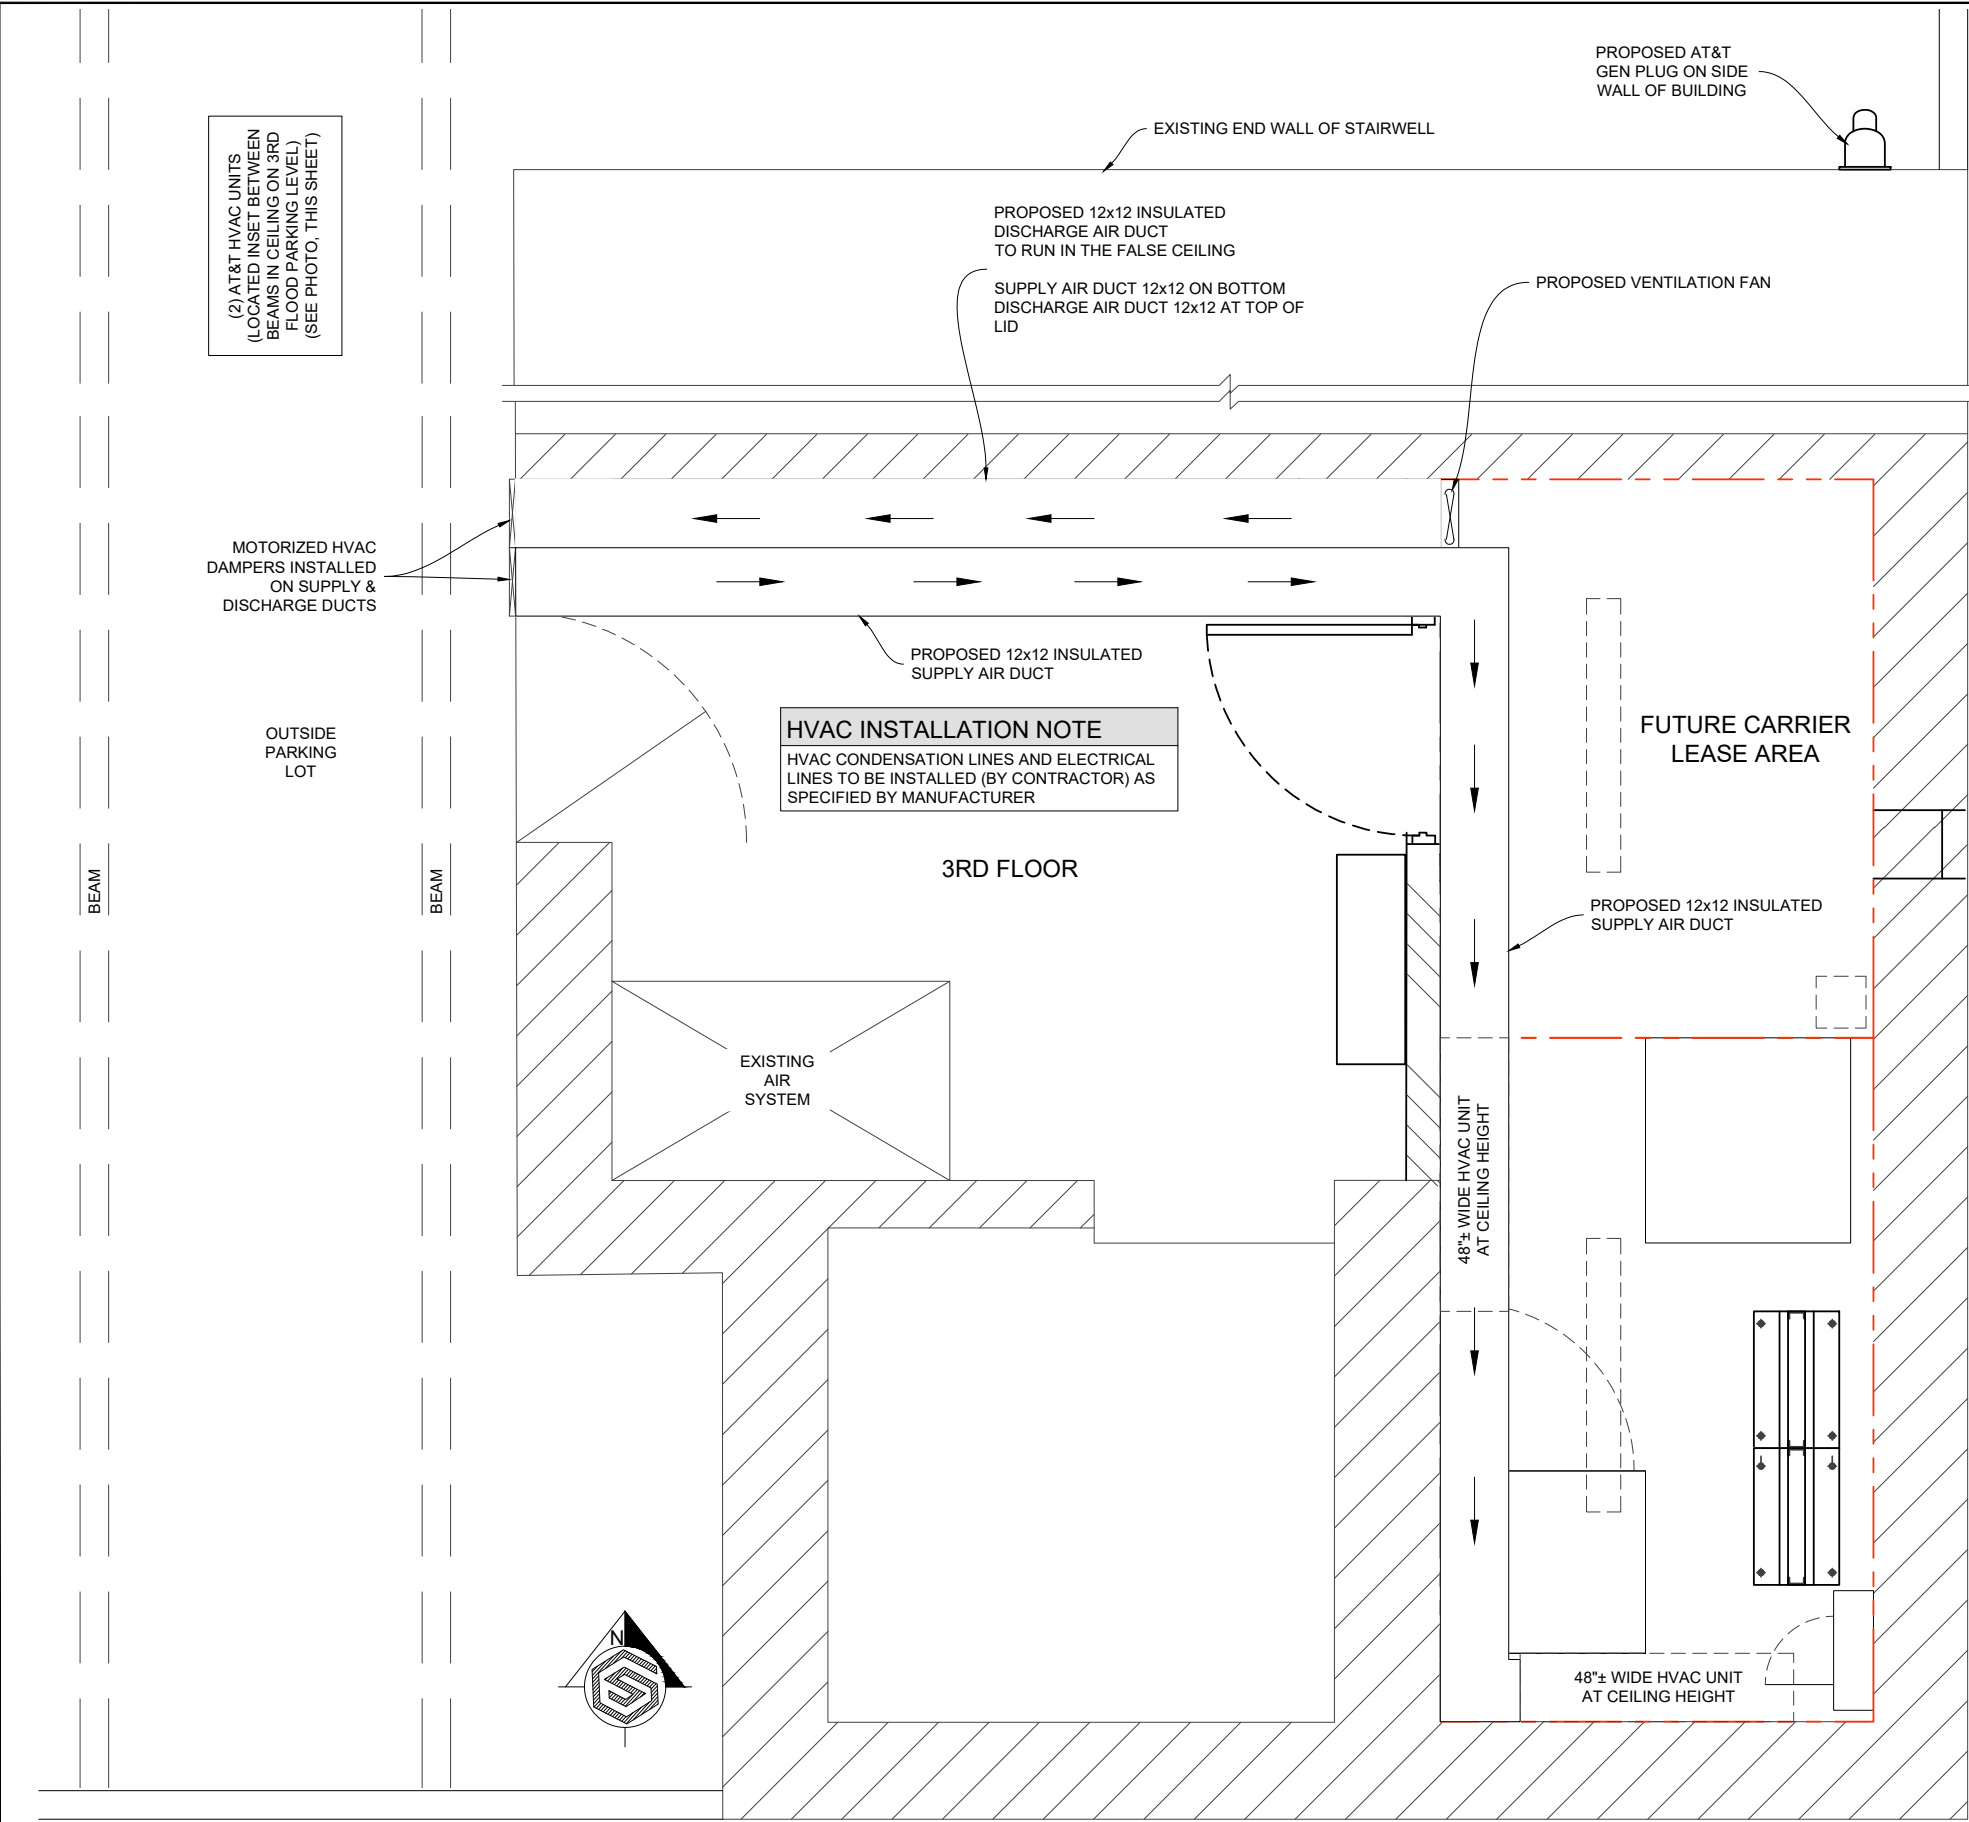 PROPOSED AT&T
GEN PLUG ON SIDE
WALL OF BUILDING
EXISTING END WALL OF STAIRWELL
(2) AT&T HVAC UNITS
(LOCATED INSET BETWEEN
BEAMS IN CEILING ON 3RD
FLOOD PARKING LEVEL)
(SEE PHOTO, THIS SHEET)
PROPOSED 12x12 INSULATED
DISCHARGE AIR DUCT
TO RUN IN THE FALSE CEILING
SUPPLY AIR DUCT 12x12 ON BOTTOM
DISCHARGE AIR DUCT 12x12 AT TOP OF
LID
PROPOSED VENTILATION FAN
MOTORIZED HVAC
DAMPERS INSTALLED
ON SUPPLY &
DISCHARGE DUCTS
PROPOSED 12x12 INSULATED
SUPPLY AIR DUCT
OUTSIDE
PARKING
LOT
HVAC INSTALLATION NOTE
HVAC CONDENSATION LINES AND ELECTRICAL
LINES TO BE INSTALLED (BY CONTRACTOR) AS
SPECIFIED BY MANUFACTURER
FUTURE CARRIER
LEASE AREA
3RD FLOOR
BEAM
BEAM
PROPOSED 12x12 INSULATED
SUPPLY AIR DUCT
EXISTING
AIR
SYSTEM
48"± WIDE HVAC UNIT
AT CEILING HEIGHT
N
48"± WIDE HVAC UNIT
AT CEILING HEIGHT